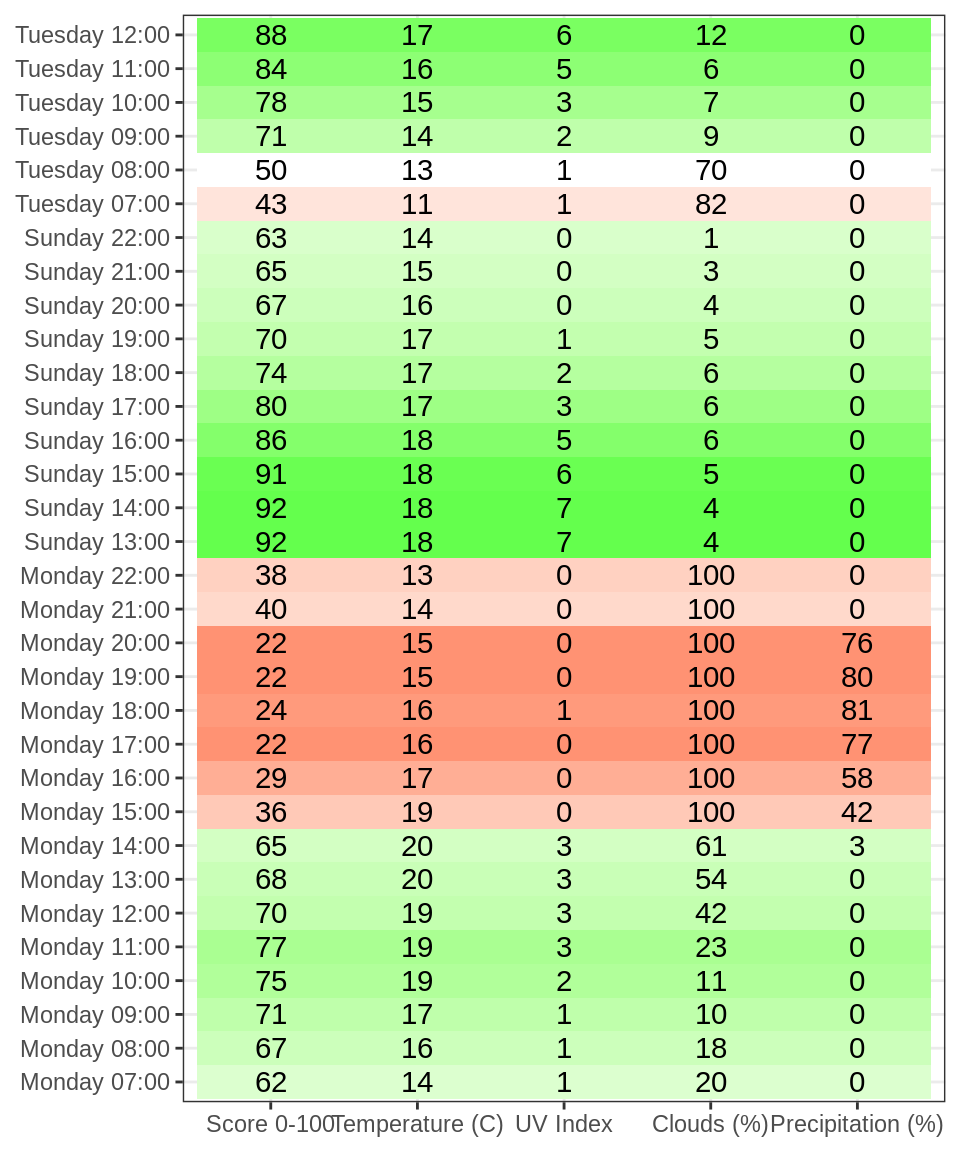 Tuesday 12:00 88 17 6 12 0
Tuesday 11:00 84 16 5 6 0
Tuesday 10:00 78 15 3 7 0
Tuesday 09:00 71 14 2 9 0
Tuesday 08:00 50 13 1 70 0
Tuesday 07:00 43 11 1 82 0
Sunday 22:00 63 14 0 1 0
Sunday 21:00 65 15 0 3 0
Sunday 20:00 67 16 0 4 0
Sunday 19:00 70 17 1 5 0
Sunday 18:00 74 17 2 6 0
Sunday 17:00 80 17 3 6 0
Sunday 16:00 86 18 5 6 0
Sunday 15:00 91 18 6 5 0
Sunday 14:00 92 18 7 4 0
Sunday 13:00 92 18 7 4 0
Monday 22:00 38 13 0 100 0
Monday 21:00 40 14 0 100 0
Monday 20:00 22 15 0 100 76
Monday 19:00 22 15 0 100 80
Monday 18:00 24 16 1 100 81
Monday 17:00 22 16 0 100 77
Monday 16:00 29 17 0 100 58
Monday 15:00 36 19 0 100 42
Monday 14:00 65 20 3 61 3
Monday 13:00 68 20 3 54 0
Monday 12:00 70 19 3 42 0
Monday 11:00 77 19 3 23 0
Monday 10:00 75 19 2 11 0
Monday 09:00 71 17 1 10 0
Monday 08:00 67 16 1 18 0
Monday 07:00 62 14 1 20 0
Score 0-100 Temperature (C) UV Index Clouds (%) Precipitation (%)